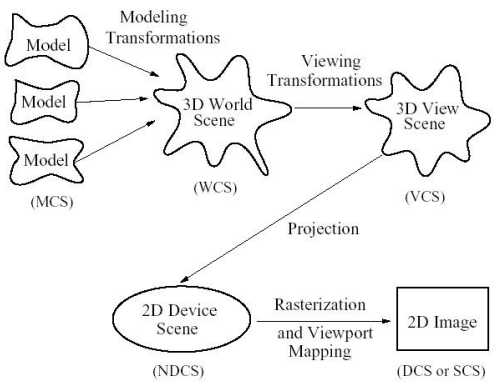 Modeling
Transformations
Model
Model
Model
(MCS)
3D World
Scene
(WCS)
Viewing
Transformations
3D View
Scene
(VCS)
Projection
2D Device
Scene
(NDCS)
Rasterization
and Viewport
Mapping
2D Image
(DCS or SCS)